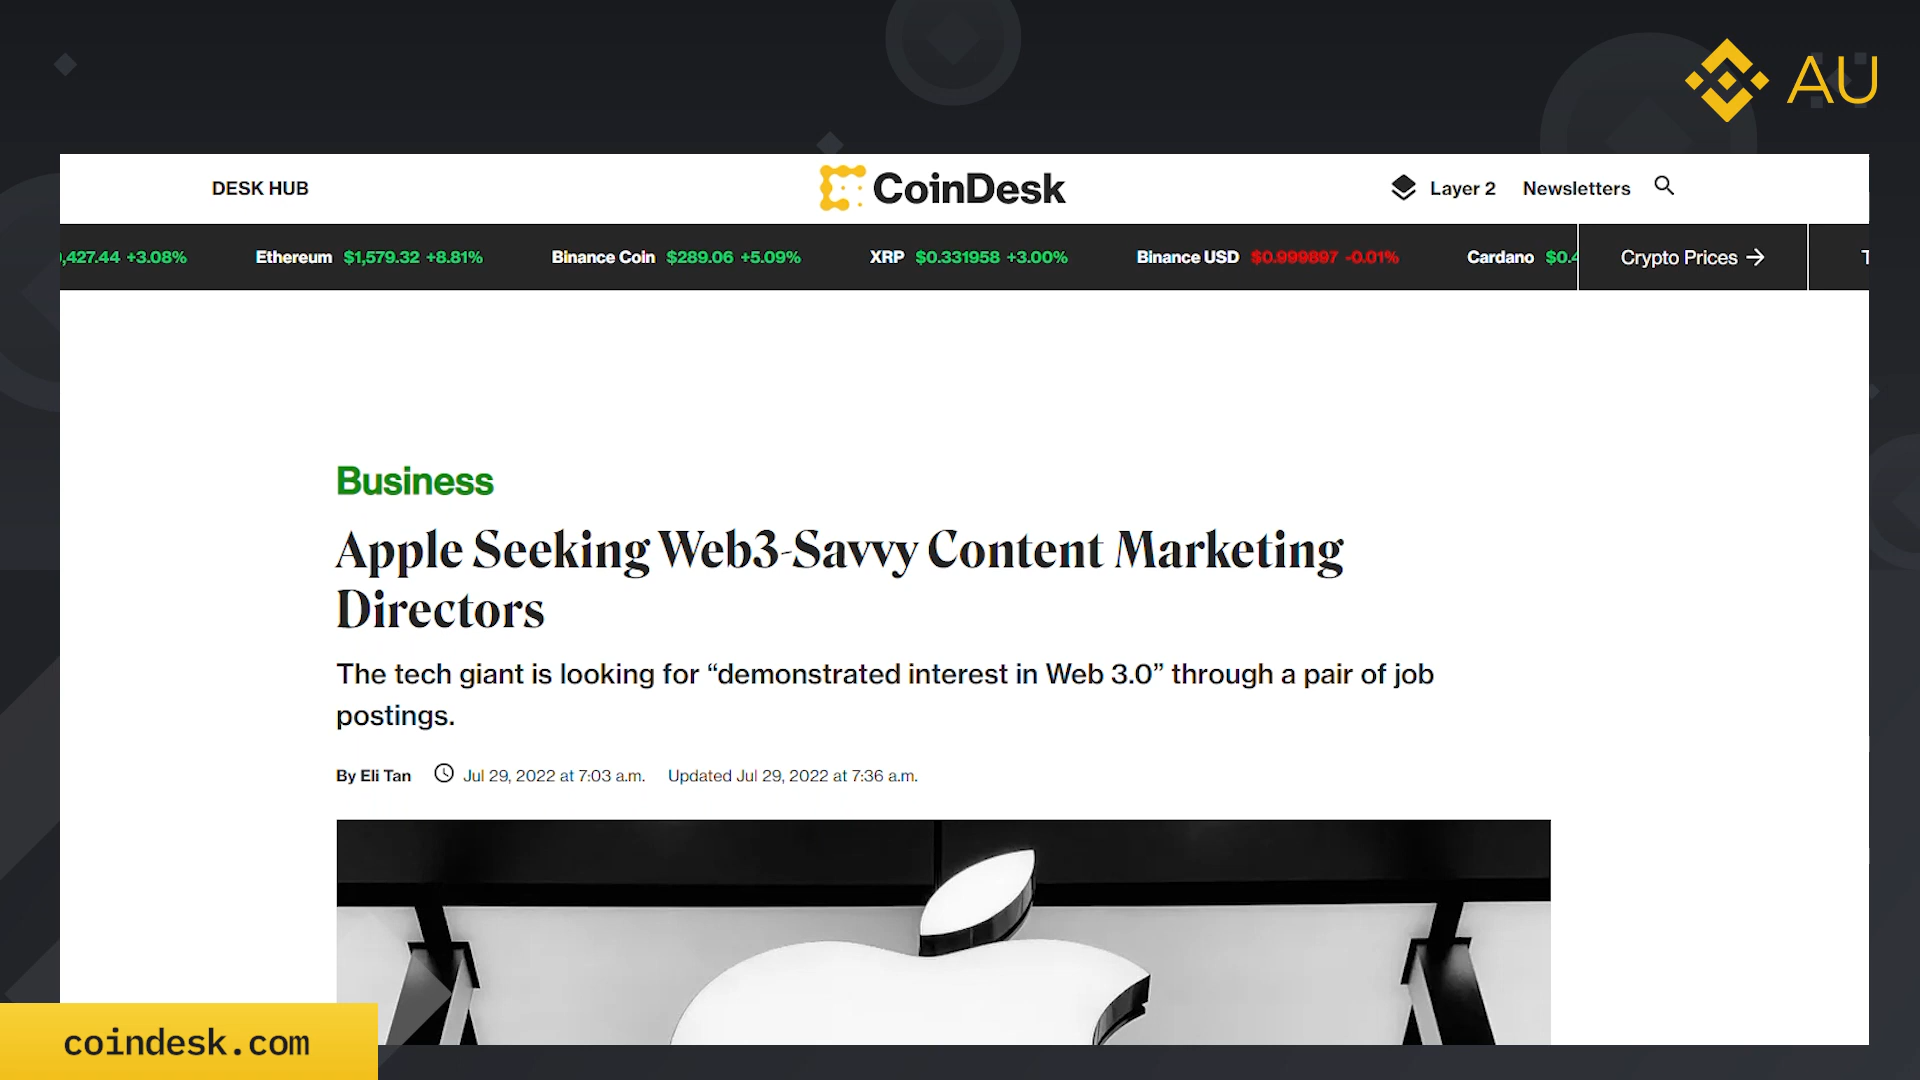 AU
DESK HUB
CoinDesk
Layer 2
Newsletters
,427.44 +3.08%
Ethereum $1,579.32 +8.81%
Binance Coin $289.06 +5.09%
XRP $0.331958 +3.00%
Binance USD $0.999897 -0.01%
Cardano $0.4
Crypto Prices →
Business
Apple Seeking Web3-Savvy Content Marketing
Directors
The tech giant is looking for “demonstrated interest in Web 3.0” through a pair of job
postings.
By Eli Tan
Jul 29, 2022 at 7:03 a.m.
Updated Jul 29, 2022 at 7:36 a.m.
coindesk.com